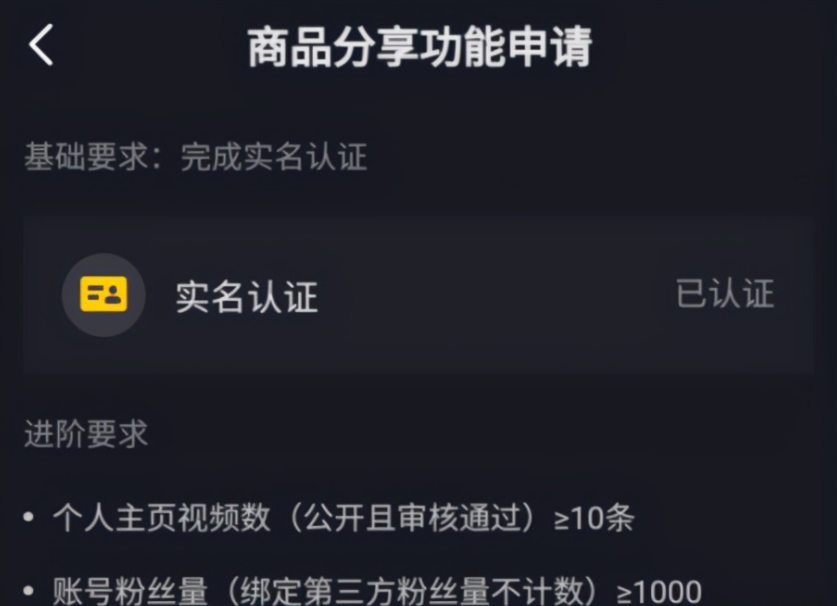 商品分享功能申请
基础要求：完成实名认证
实名认证
已认证
进阶要求
• 个人主页视频数（公开且审核通过）≥10条
• 账号粉丝量（绑定第三方粉丝量不计数）≥1000